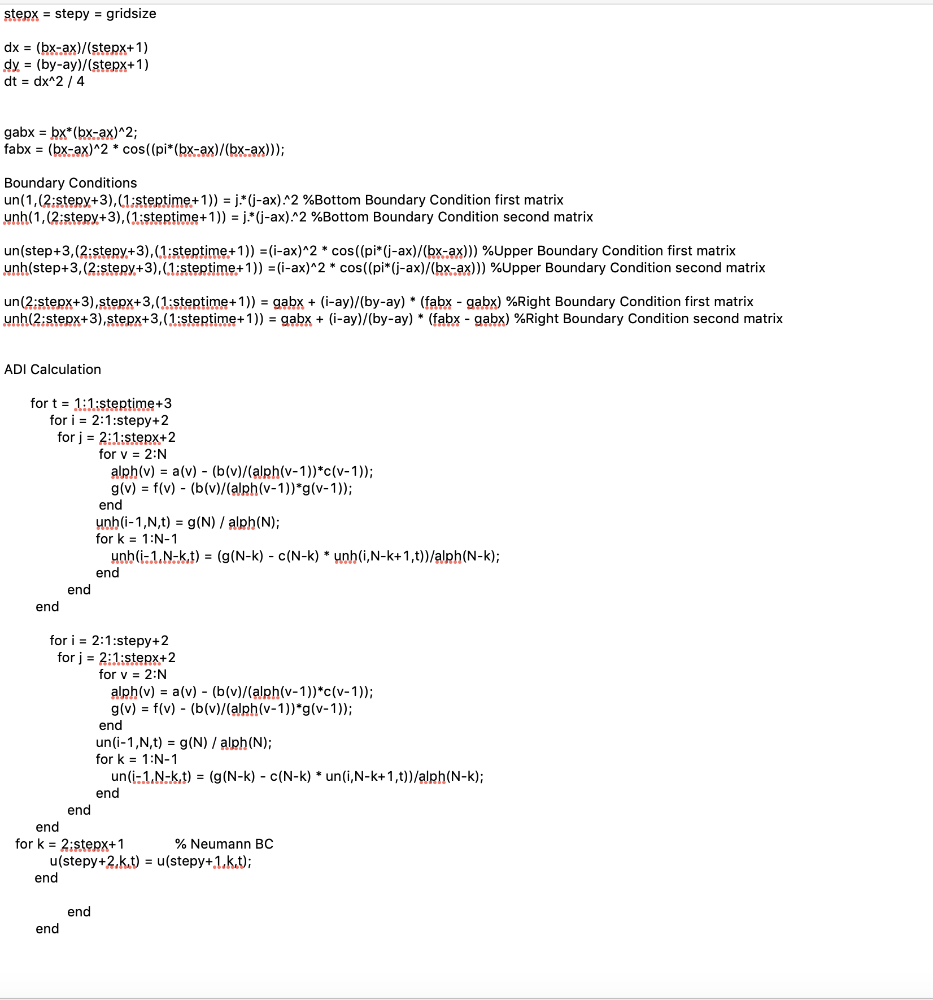 stepx = stepy = gridsize
dx = (bx-ax)/(stepx+1)
dy = (by-ay)/(stepx+1)
dt = dx^2 / 4
gabx = bx*(bx-ax)^2;
fabx = (bx-ax)^2 * cos((pi*(bx-ax)/(bx-ax)));
Boundary Conditions
un(1,(2:stepy+3),(1:steptime+1)) = j.*(j-ax).^2 %Bottom Boundary Condition first matrix
unh(1,(2:stepy+3),(1:steptime+1)) = j.*(j-ax).^2 %Bottom Boundary Condition second matrix
un(step+3,(2:stepy+3),(1:steptime+1)) =(i-ax)^2 * cos((pi*(j-ax)/(bx-ax))) %Upper Boundary Condition first matrix
unh(step+3,(2:stepy+3),(1:steptime+1)) =(i-ax)^2 * cos((pi*(j-ax)/(bx-ax))) %Upper Boundary Condition second matrix
un(2:stepx+3),stepx+3,(1:steptime+1)) = gabx + (i-ay)/(by-ay) * (fabx - gabx) %Right Boundary Condition first matrix
unh(2:stepx+3),stepx+3,(1:steptime+1)) = gabx + (i-ay)/(by-ay) * (fabx - gabx) %Right Boundary Condition second matrix
ADI Calculation
for t = 1:1:steptime+3
for i = 2:1:stepy+2
for j = 2:1:stepx+2
for v = 2:N
alph(v) = a(v) - (b(v)/(alph(v-1))*c(v-1));
g(v) = f(v) - (b(v)/(alph(v-1))*g(v-1));
end
unh(i-1,N,t) = g(N) / alph(N);
for k = 1:N-1
unh(i-1,N-k,t) = (g(N-k) - c(N-k) * unh(i,N-k+1,t))/alph(N-k);
end
end
end
for i = 2:1:stepy+2
for j = 2:1:stepx+2
for v = 2:N
alph(v) = a(v) - (b(v)/(alph(v-1))*c(v-1));
g(v) = f(v) - (b(v)/(alph(v-1))*g(v-1));
end
un(i-1,N,t) = g(N) / alph(N);
for k = 1:N-1
un(i-1,N-k,t) = (g(N-k) - c(N-k) * un(i,N-k+1,t))/alph(N-k);
end
end
end
for k = 2:stepx+1 % Neumann BC
u(stepy+2,k,t) = u(stepy+1,k,t);
end
end
end